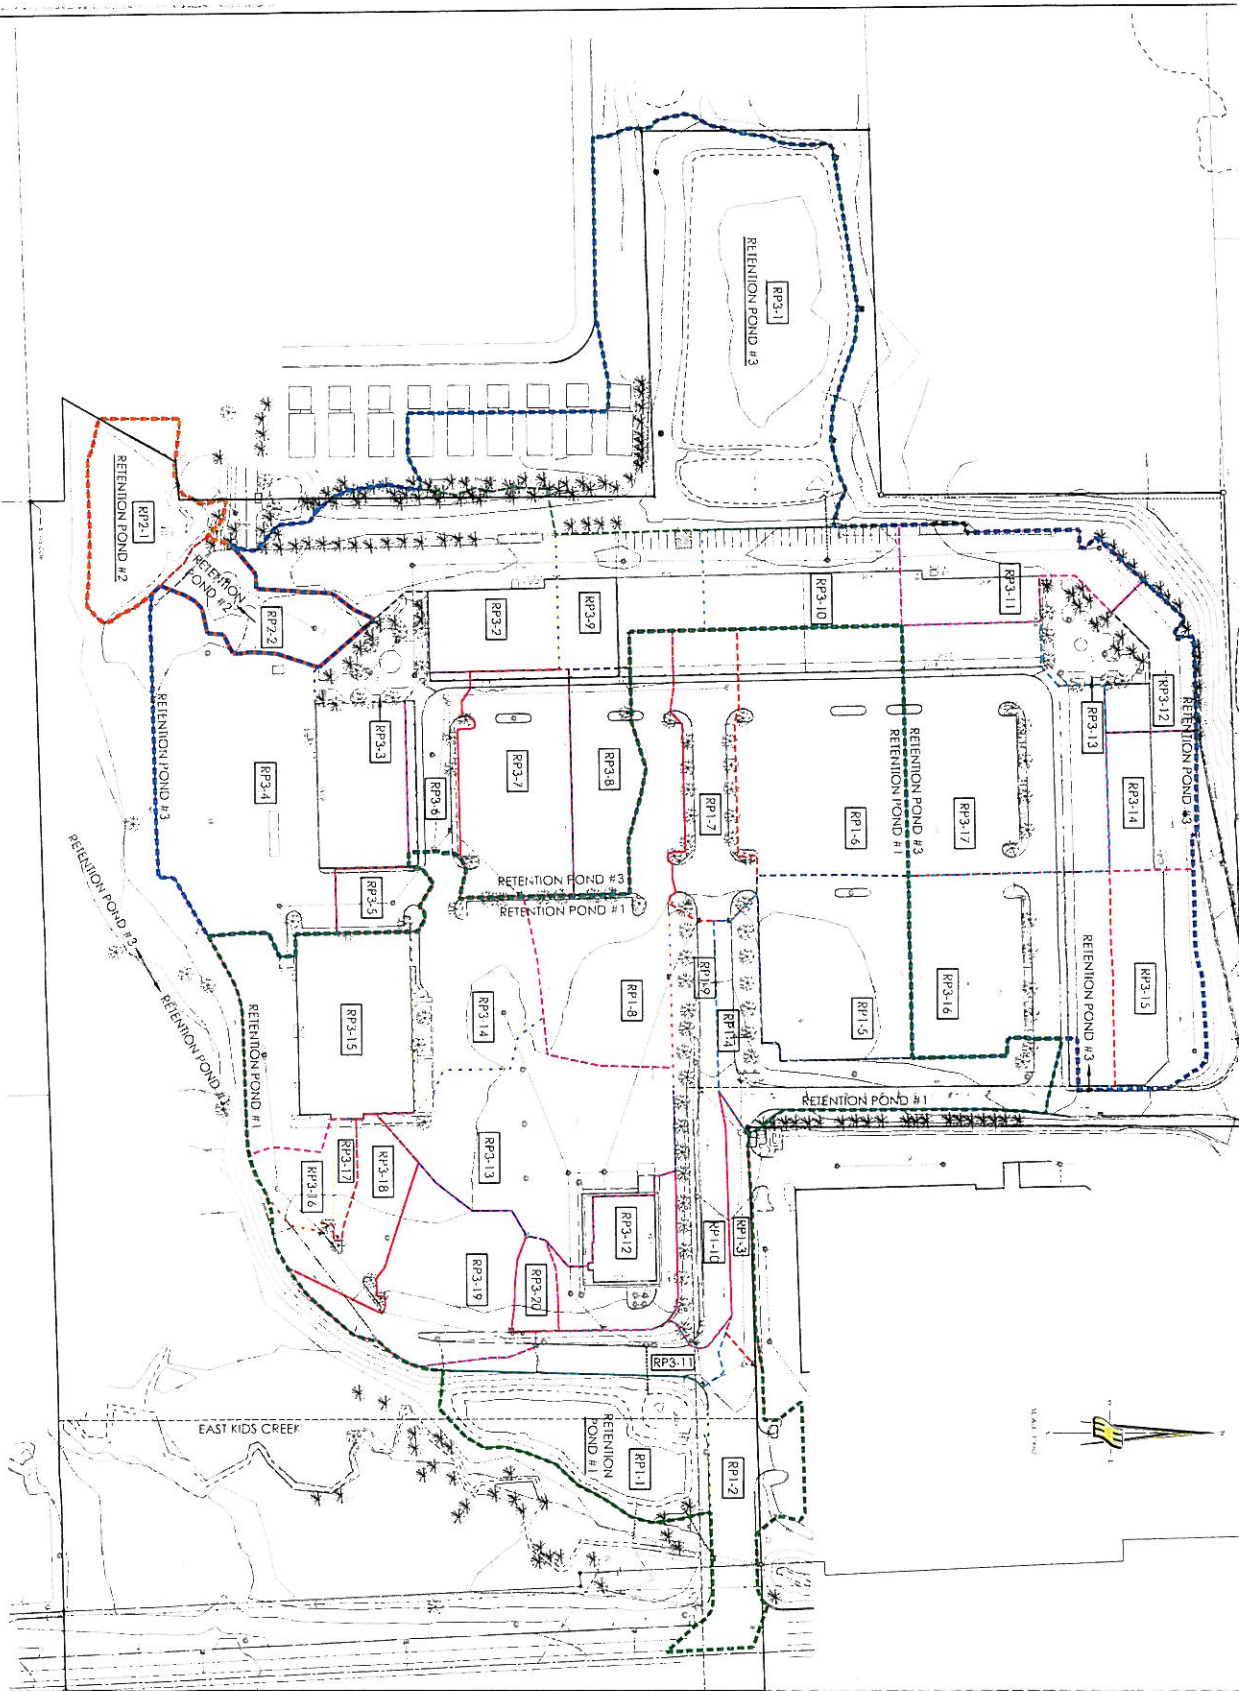 RP3-1
RETENTION POND #3
RP2-1
RETENTION POND #2
RETENTION
POND #2
RP2-2
RP3-2
RP3-9
RP3-10
RP3-11
RP3-12
RP3-13
RETENTION POND #3
RP3-3
RP3-4
RETENTION POND #3
RP3-6
RP3-7
RP3-8
RP1-7
RP1-6
RETENTION POND #3
RETENTION POND #1
RP3-17
RP3-14
RP3-5
RETENTION POND #3
RETENTION POND #1
RETENTION POND #3
RP3-15
RP3-14
RP1-8
RP1-9
RP1-4
RP1-5
RP3-16
RETENTION POND #3
RP3-15
RETENTION POND #1
RETENTION POND #1
RP3-16
RP3-17
RP3-18
RP3-13
RP3-12
RP1-10
RP1-3
RP3-19
RP3-20
RP3-11
EAST KIDS CREEK
RETENTION
POND #1
RP1-1
RP1-2
N